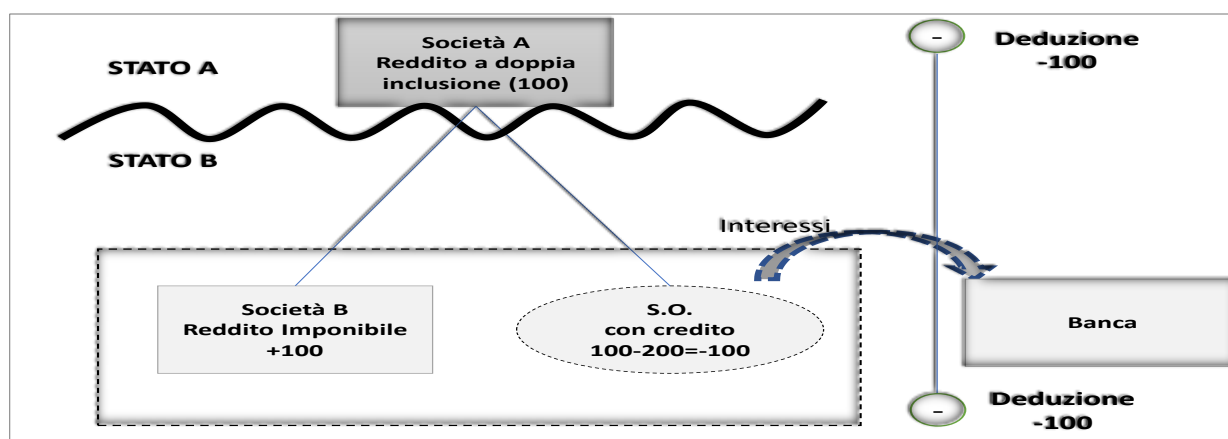 Società A
Reddito a doppia
inclusione (100)
STATO A
STATO B
–
Deduzione
-100
Interessi
Società B
Reddito Imponibile
+100
S.O.
con credito
100-200=-100
Banca
–
Deduzione
-100